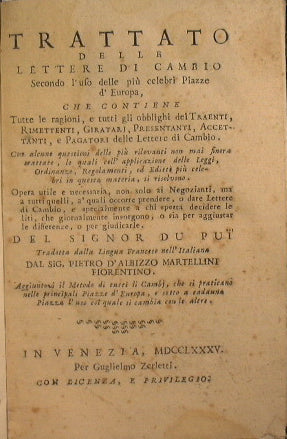 TRATTATO
DELLE
LETTERE DI CAMBIO
Secondo l'uso delle più celebri Piazze
d'Europa,
CHE CONTIENE
Tutte le ragioni, e tutti gli obblighi dei TRAENTI,
RIMETTENTI, GIRATARJ, PRESENTANTI, ACCET-
TANTI, e PAGATORI delle Lettere di Cambio.
Con alcune questioni delle più rilevanti non mai finora
trattate, le quali coll'applicazione delle Leggi,
Ordinanze, Regolamenti, ed Editti più cele-
bri in questa materia, si risolvono.
Opera utile e necessaria, non solo ai Negozianti, ma
a tutti quelli, a' quali occorre prendere, o dare Lettere
di Cambio, e specialmente a chi spetta decidere le
liti, che giornalmente insorgono, o sia per aggiustar
le differenze, o per giudicarle.
DEL SIGNOR DU PUÏ
Tradotta dalla Lingua Francese nell'Italiana
DAL SIG. PIETRO D'ALBIZZO MARTELLINI
FIORENTINO.
Aggiuntovi il Metodo di tutti li Cambj, che si praticano
nelle principali Piazze d'Europa, e sotto a cadauna
Piazza l'uso col quale si cambia con le altre.
IN VENEZIA, MDCCLXXXV.
Per Guglielmo Zerletti.
CON LICENZA, E PRIVILEGIO.